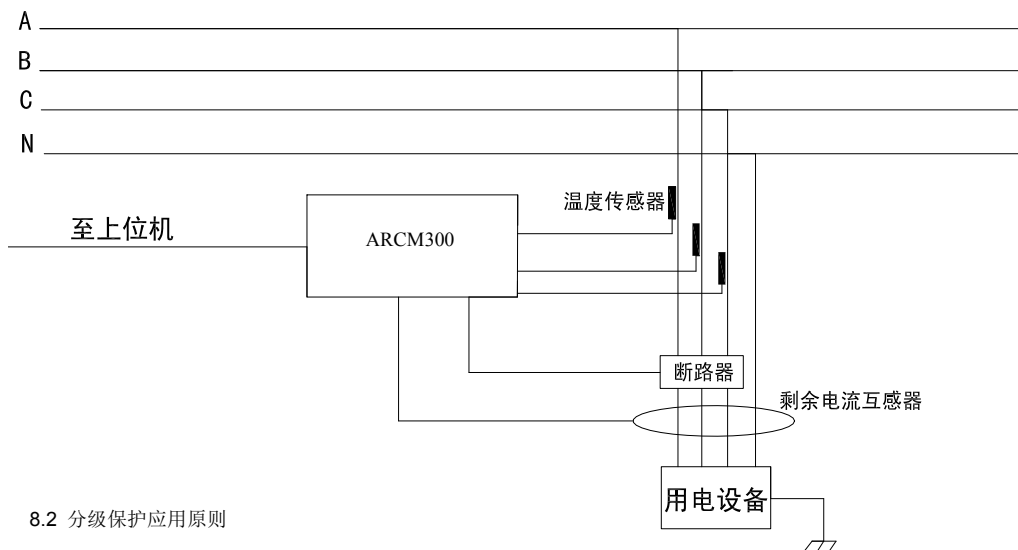 A
B
C
N
温度传感器
至上位机
ARCM300
断路器
剩余电流互感器
用电设备
8.2 分级保护应用原则